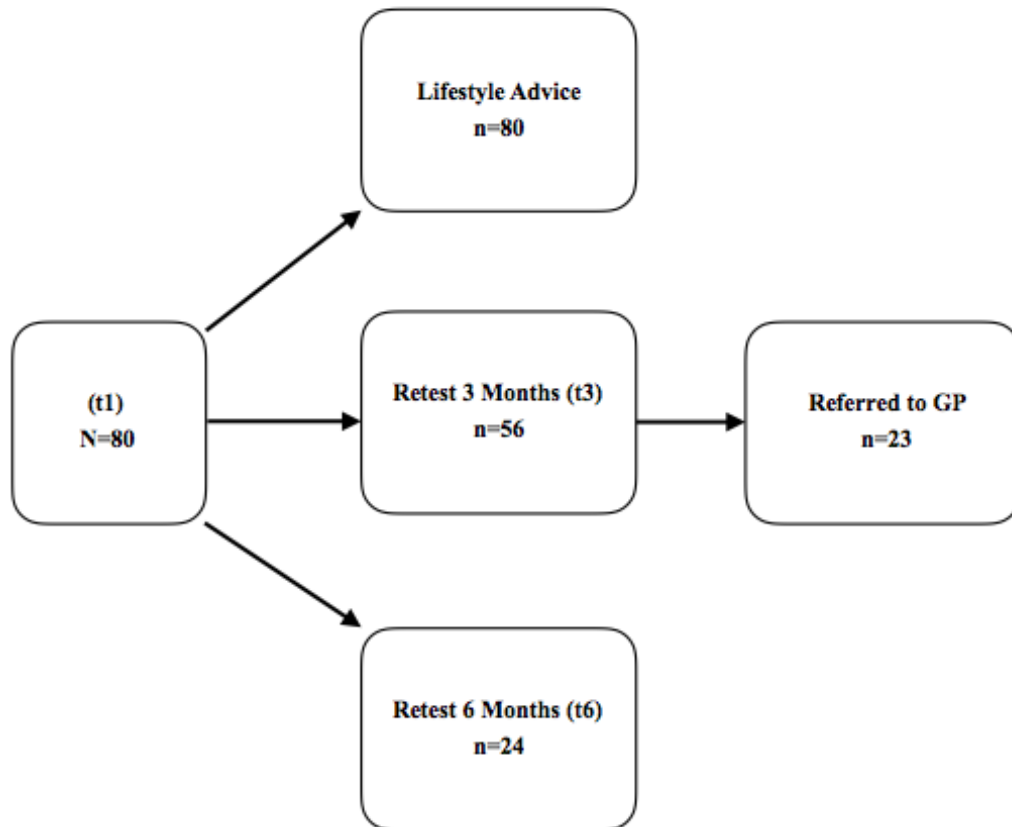 Lifestyle Advice
n=80
(t1)
N=80
Retest 3 Months (t3)
n=56
Referred to GP
n=23
Retest 6 Months (t6)
n=24